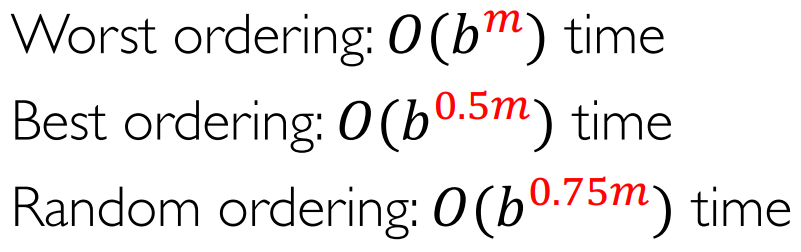 Worst ordering: O(b^m) time
Best ordering: O(b^0.5m) time
Random ordering: O(b^0.75m) time